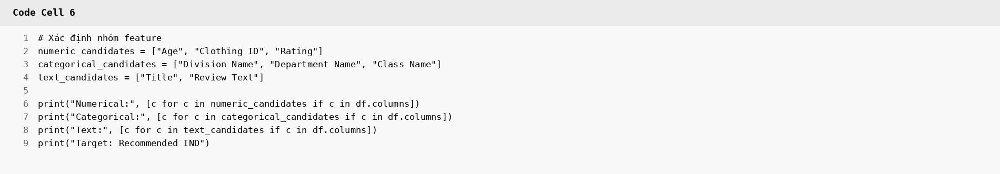 Code Cell 6
1 # Xác định nhóm feature
2 numeric_candidates = ["Age", "Clothing ID", "Rating"]
3 categorical_candidates = ["Division Name", "Department Name", "Class Name"]
4 text_candidates = ["Title", "Review Text"]
5
6 print("Numerical:", [c for c in numeric_candidates if c in df.columns])
7 print("Categorical:", [c for c in categorical_candidates if c in df.columns])
8 print("Text:", [c for c in text_candidates if c in df.columns])
9 print("Target: Recommended IND")